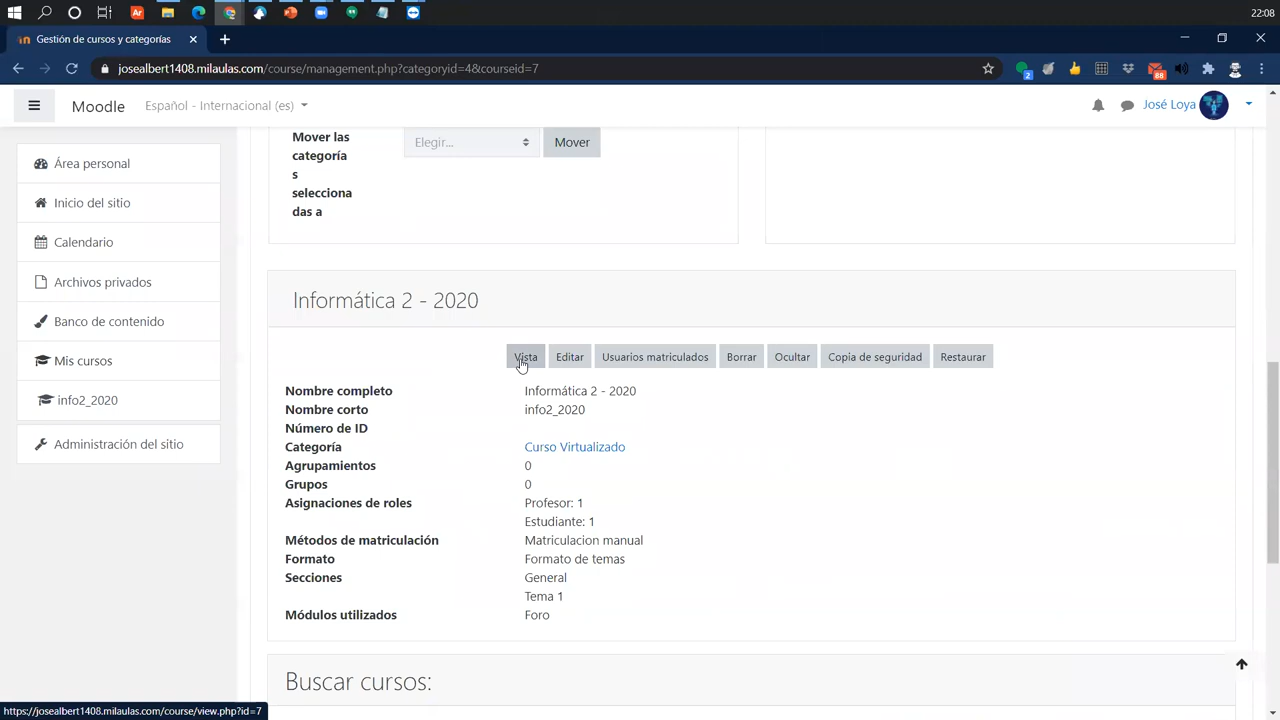 22:08
Gestión de cursos y categorías
josealbert1408.milaulas.com/course/management.php?categoryid=4&courseid=7
2
88
Moodle
Español - Internacional (es)
José Loya
Área personal
Inicio del sitio
Calendario
Archivos privados
Banco de contenido
Mis cursos
info2_2020
Administración del sitio
Mover las
categoría
s
selecciona
das a
Elegir...
Mover
Informática 2 - 2020
Vista Editar Usuarios matriculados Borrar Ocultar Copia de seguridad Restaurar
Nombre completo Informática 2 - 2020
Nombre corto info2_2020
Número de ID
Categoría Curso Virtualizado
Agrupamientos 0
Grupos 0
Asignaciones de roles Profesor: 1
Estudiante: 1
Métodos de matriculación Matriculacion manual
Formato Formato de temas
Secciones General
Tema 1
Módulos utilizados Foro
Buscar cursos:
https://josealbert1408.milaulas.com/course/view.php?id=7